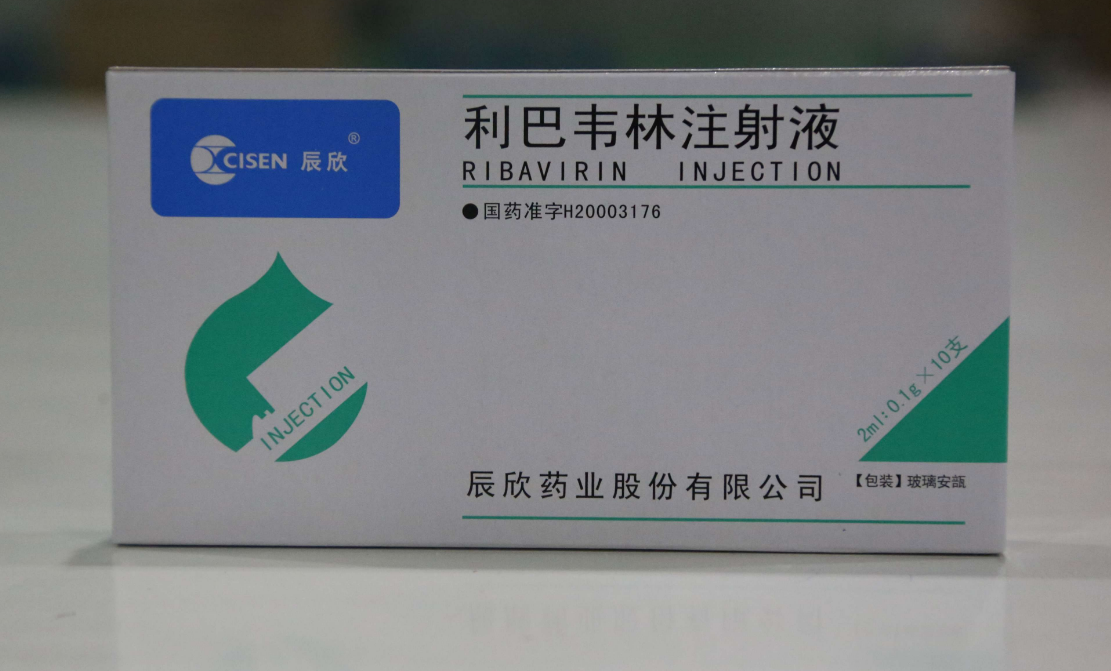 CISEN 辰欣®
利巴韦林注射液
RIBAVIRIN INJECTION
●国药准字H20003176
INJECTION
2ml:0.1g×10支
辰欣药业股份有限公司
【包装】玻璃安瓿